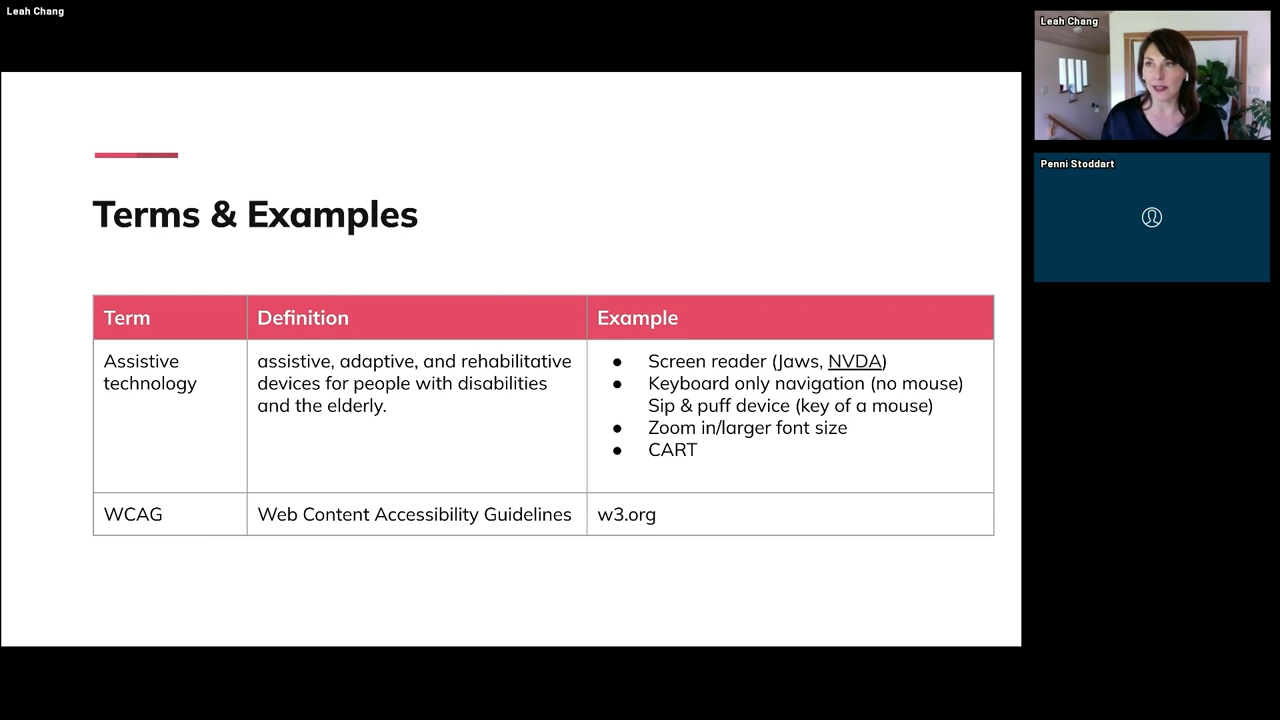 Leah Chang
Leah Chang
Penni Stoddart
Terms & Examples
Term
Definition
Example
Assistive
technology
assistive, adaptive, and rehabilitative
devices for people with disabilities
and the elderly.
● Screen reader (Jaws, NVDA)
● Keyboard only navigation (no mouse)
Sip & puff device (key of a mouse)
● Zoom in/larger font size
● CART
WCAG
Web Content Accessibility Guidelines
w3.org